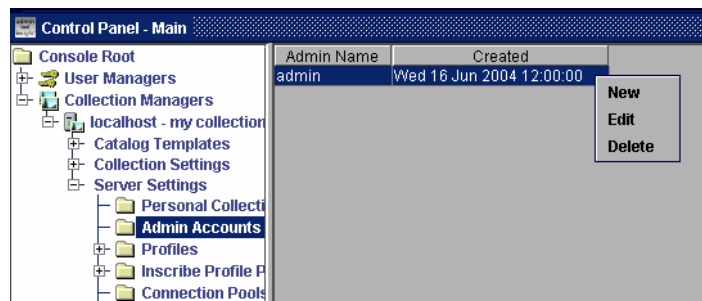 Control Panel - Main
Console Root
User Managers
Collection Managers
localhost - my collection
Catalog Templates
Collection Settings
Server Settings
Personal Collecti
Admin Accounts
Profiles
Inscribe Profile P
Connection Pools
Admin Name Created
admin Wed 16 Jun 2004 12:00:00
New
Edit
Delete